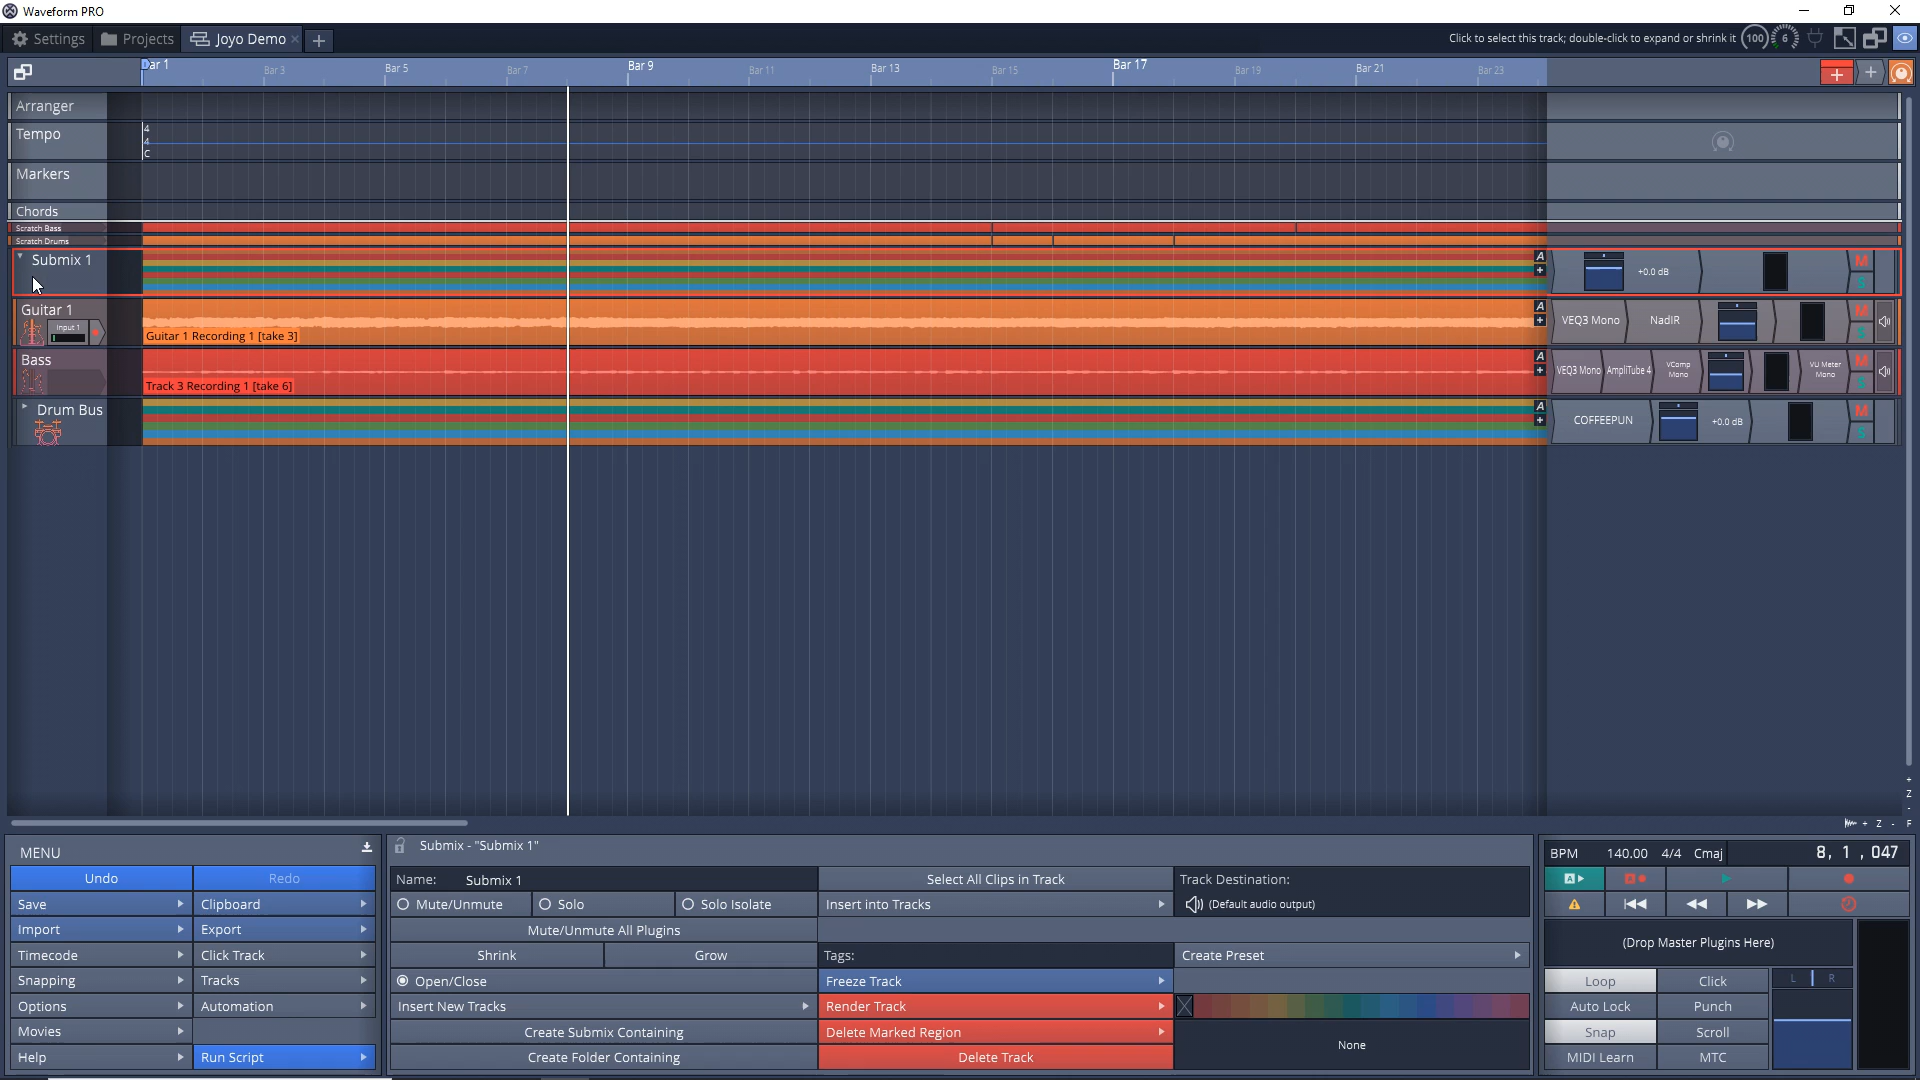 Waveform PRO
Settings
Projects
Joyo Demo
Click to select this track; double-click to expand or shrink it
100
6
Bar 1
Bar 3
Bar 5
Bar 7
Bar 9
Bar 11
Bar 13
Bar 15
Bar 17
Bar 19
Bar 21
Bar 23
Arranger
Tempo
4
4
C
Markers
Chords
Scratch Bass
Scratch Drums
Submix 1
A
+0.0 dB
M
S
Guitar 1
Input 1
Guitar 1 Recording 1 [take 3]
A
VEQ3 Mono
NadIR
M
S
Bass
Track 3 Recording 1 [take 6]
A
VEQ3 Mono
AmpliTube 4
VComp Mono
VU Meter Mono
M
S
Drum Bus
A
COFFEEPUN
+0.0 dB
M
S
+
Z
-
+ Z - F
MENU
Undo
Redo
Save
Clipboard
Import
Export
Timecode
Click Track
Snapping
Tracks
Options
Automation
Movies
Help
Run Script
Submix - "Submix 1"
Name: Submix 1
Mute/Unmute
Solo
Solo Isolate
Mute/Unmute All Plugins
Shrink
Grow
Open/Close
Insert New Tracks
Create Submix Containing
Create Folder Containing
Select All Clips in Track
Insert into Tracks
Tags:
Freeze Track
Render Track
Delete Marked Region
Delete Track
Track Destination:
(Default audio output)
Create Preset
None
BPM 140.00 4/4 Cmaj 8, 1 , 047
A
(Drop Master Plugins Here)
Loop
Click
L R
Auto Lock
Punch
Snap
Scroll
MIDI Learn
MTC